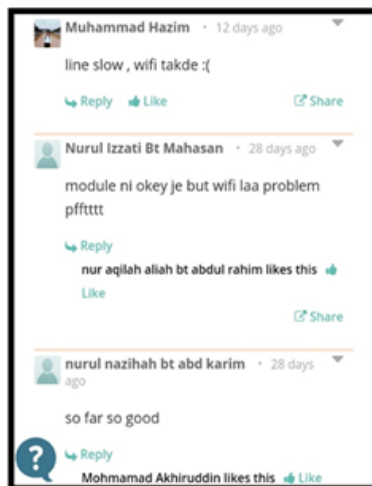 Muhammad Hazim • 12 days ago
line slow , wifi takde :(
Reply Like Share
Nurul Izzati Bt Mahasan • 28 days ago
module ni okey je but wifi laa problem
pfftttt
Reply
nur aqilah aliah bt abdul rahim likes this
Like
Share
nurul nazihah bt abd karim • 28 days
ago
so far so good
Reply
Mohmamad Akhiruddin likes this Like
?